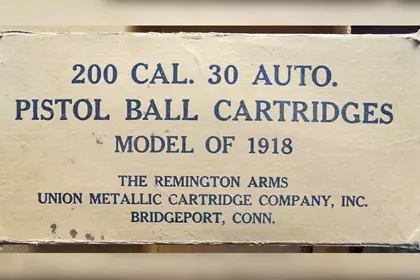 200 CAL. 30 AUTO.
PISTOL BALL CARTRIDGES
MODEL OF 1918
THE REMINGTON ARMS
UNION METALLIC CARTRIDGE COMPANY, INC.
BRIDGEPORT, CONN.